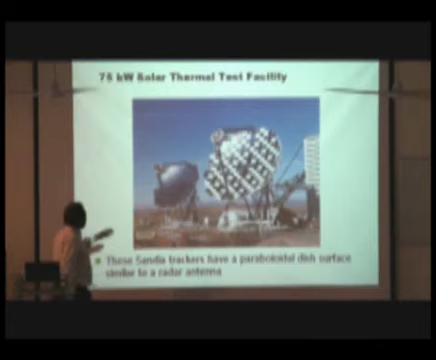 75 kW Solar Thermal Test Facility
These Sandia trackers have a paraboloidal dish surface
similar to a radar antenna